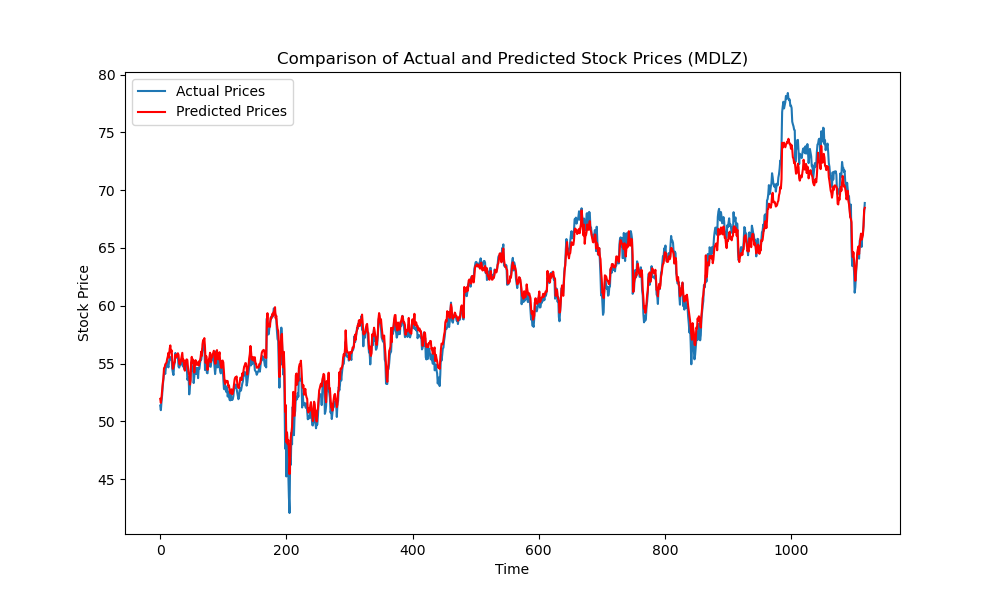 Comparison of Actual and Predicted Stock Prices (MDLZ)
Actual Prices
Predicted Prices
Stock Price
80
75
70
65
60
55
50
45
0 200 400 600 800 1000
Time